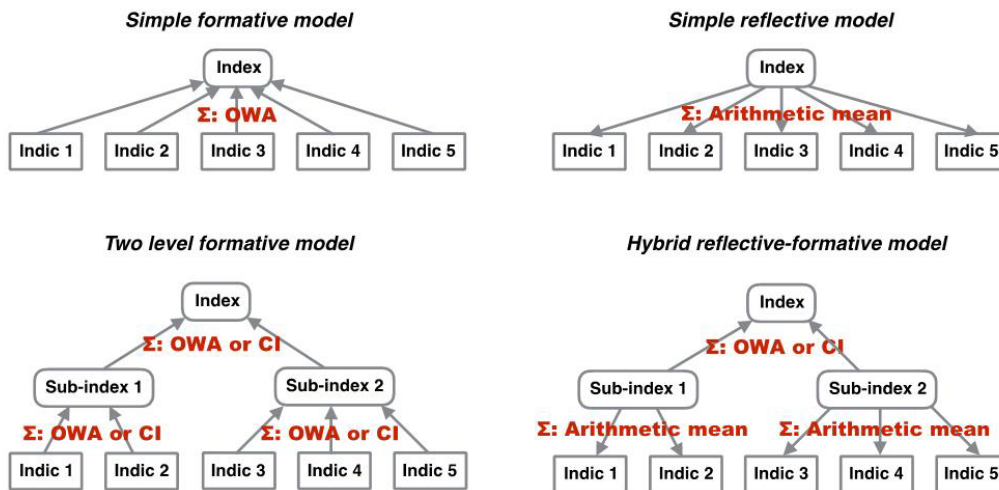 Simple formative model
Index
Σ: OWA
Indic 1 Indic 2 Indic 3 Indic 4 Indic 5
Simple reflective model
Index
Σ: Arithmetic mean
Indic 1 Indic 2 Indic 3 Indic 4 Indic 5
Two level formative model
Index
Σ: OWA or CI
Sub-index 1 Sub-index 2
Σ: OWA or CI Σ: OWA or CI
Indic 1 Indic 2 Indic 3 Indic 4 Indic 5
Hybrid reflective-formative model
Index
Σ: OWA or CI
Sub-index 1 Sub-index 2
Σ: Arithmetic mean Σ: Arithmetic mean
Indic 1 Indic 2 Indic 3 Indic 4 Indic 5